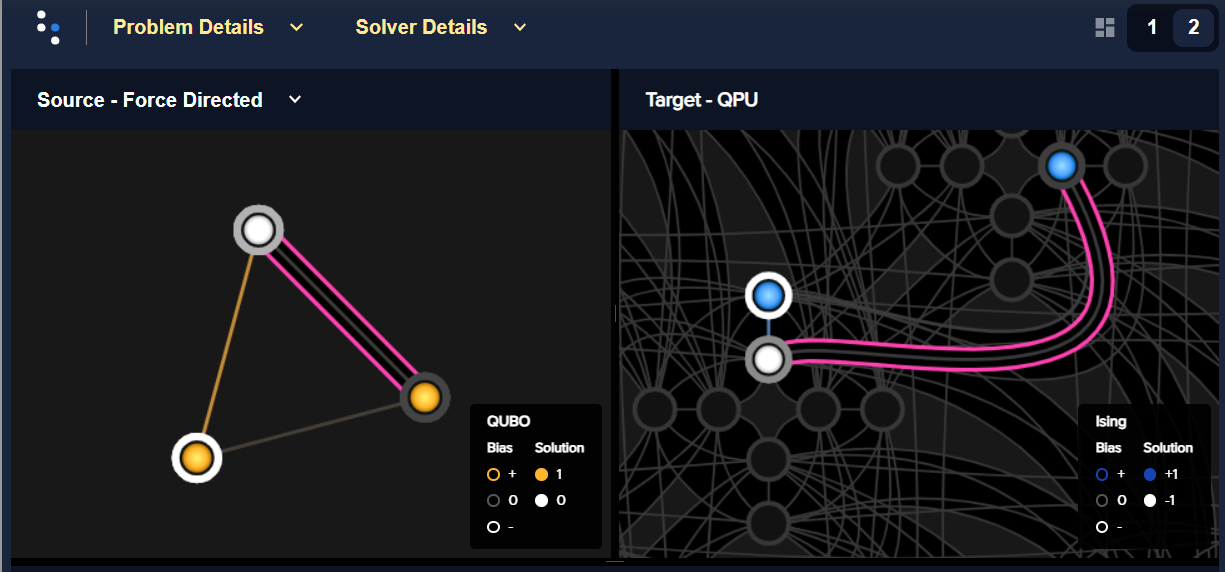 Problem Details
Solver Details
1 2
Source - Force Directed
Target - QPU
QUBO
Bias Solution
+ 1
0 0
-
Ising
Bias Solution
+ +1
0 -1
-